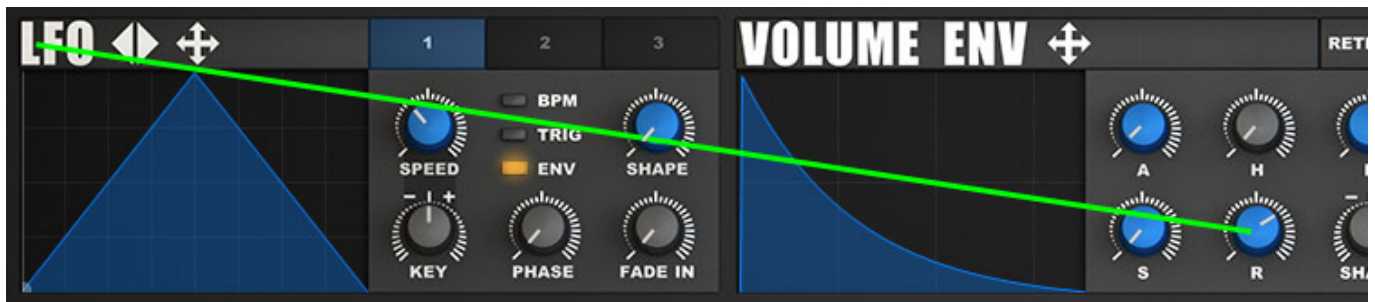 LFO
1 2 3
BPM
TRIG
ENV
SPEED
SHAPE
− +
KEY
PHASE
FADE IN
VOLUME ENV
A H
S R